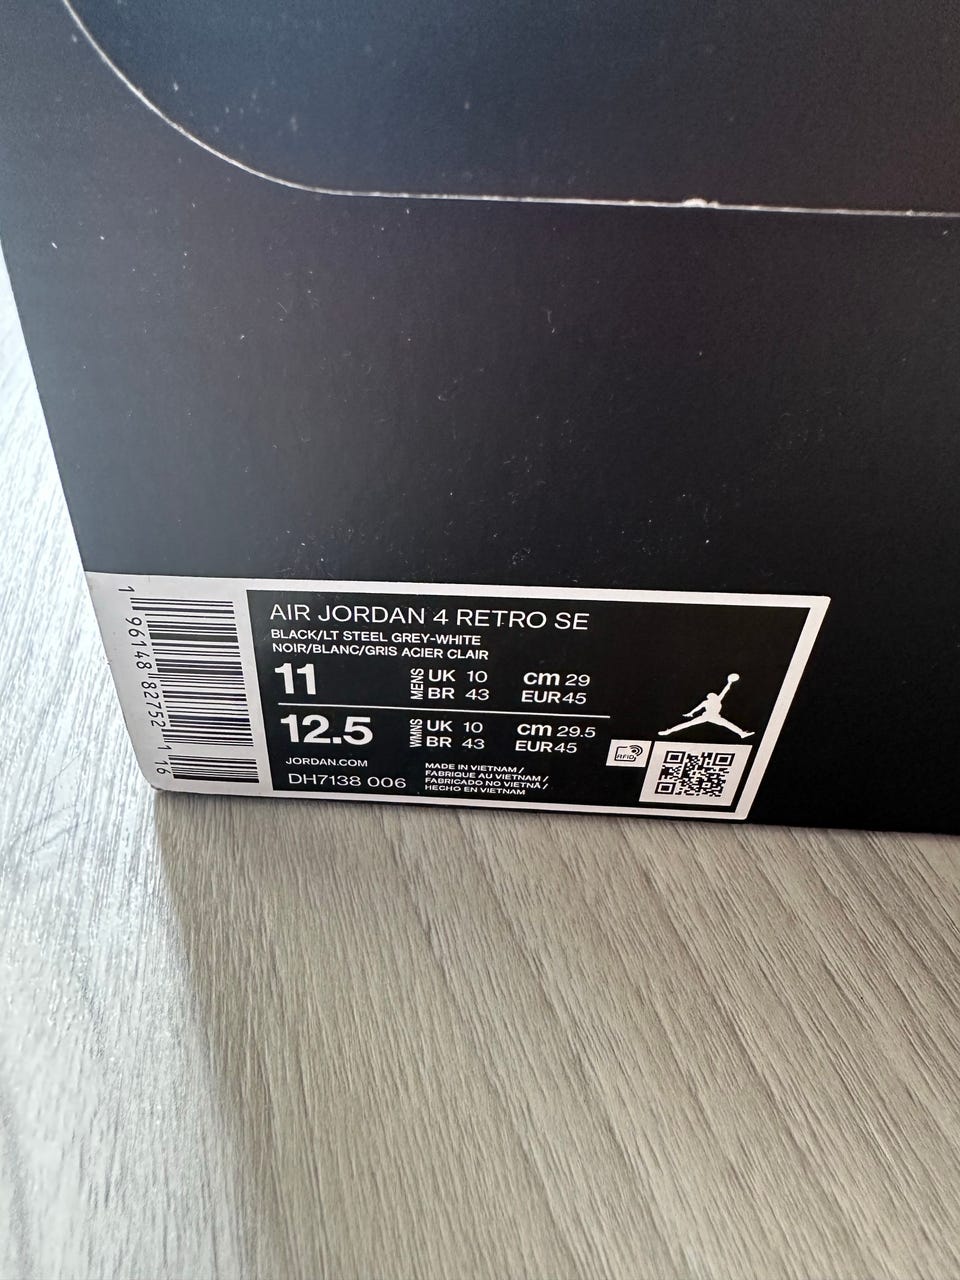 AIR JORDAN 4 RETRO SE
BLACK/LT STEEL GREY-WHITE
NOIR/BLANC/GRIS ACIER CLAIR
11 MENS UK 10 cm 29
BR 43 EUR 45
12.5 WMNS UK 10 cm 29.5
BR 43 EUR 45
JORDAN.COM
DH7138 006
MADE IN VIETNAM /
FABRIQUE AU VIETNAM /
FABRICADO NO VIETNÃ /
HECHO EN VIETNAM
RFID
1 96148 82752 1 16